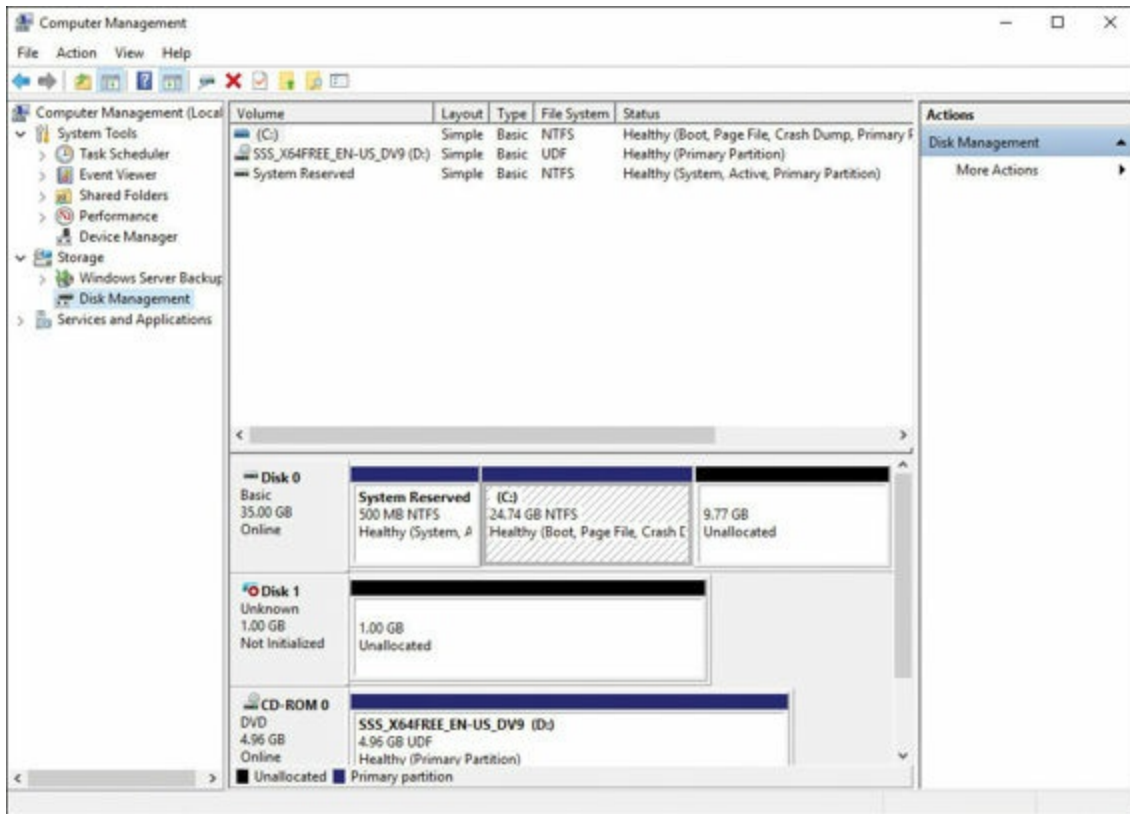 Computer Management
File Action View Help
Computer Management (Local
System Tools
Task Scheduler
Event Viewer
Shared Folders
Performance
Device Manager
Storage
Windows Server Backup
Disk Management
Services and Applications
Volume Layout Type File System Status
(C:) Simple Basic NTFS Healthy (Boot, Page File, Crash Dump, Primary P
SSS_X64FREE_EN-US_DV9 (D:) Simple Basic UDF Healthy (Primary Partition)
System Reserved Simple Basic NTFS Healthy (System, Active, Primary Partition)
Disk 0
Basic
35.00 GB
Online
System Reserved
500 MB NTFS
Healthy (System, A
(C:)
24.74 GB NTFS
Healthy (Boot, Page File, Crash D
9.77 GB
Unallocated
Disk 1
Unknown
1.00 GB
Not Initialized
1.00 GB
Unallocated
CD-ROM 0
DVD
4.96 GB
Online
SSS_X64FREE_EN-US_DV9 (D:)
4.96 GB UDF
Healthy (Primary Partition)
Unallocated Primary partition
Actions
Disk Management
More Actions